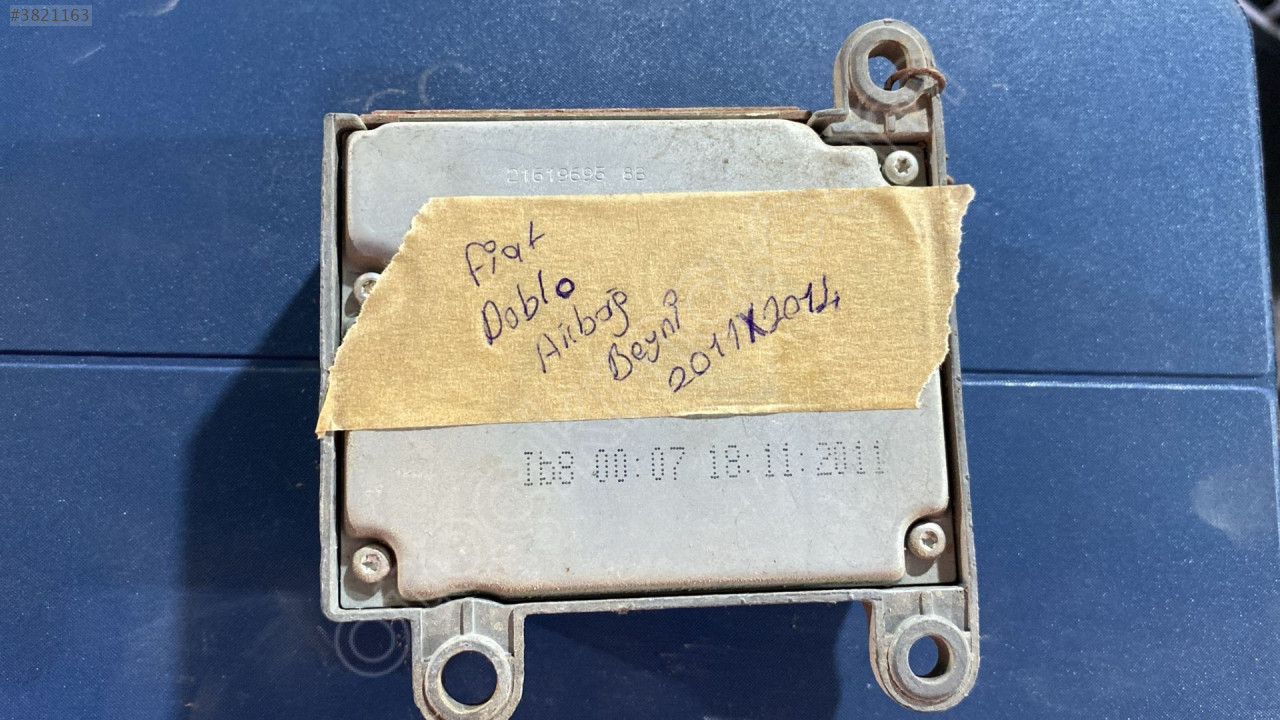 #3821163
21619695 8B
Fiat
Doblo
Airbag
Beyni
2011X2014
Ib8 00:07 18:11:2011